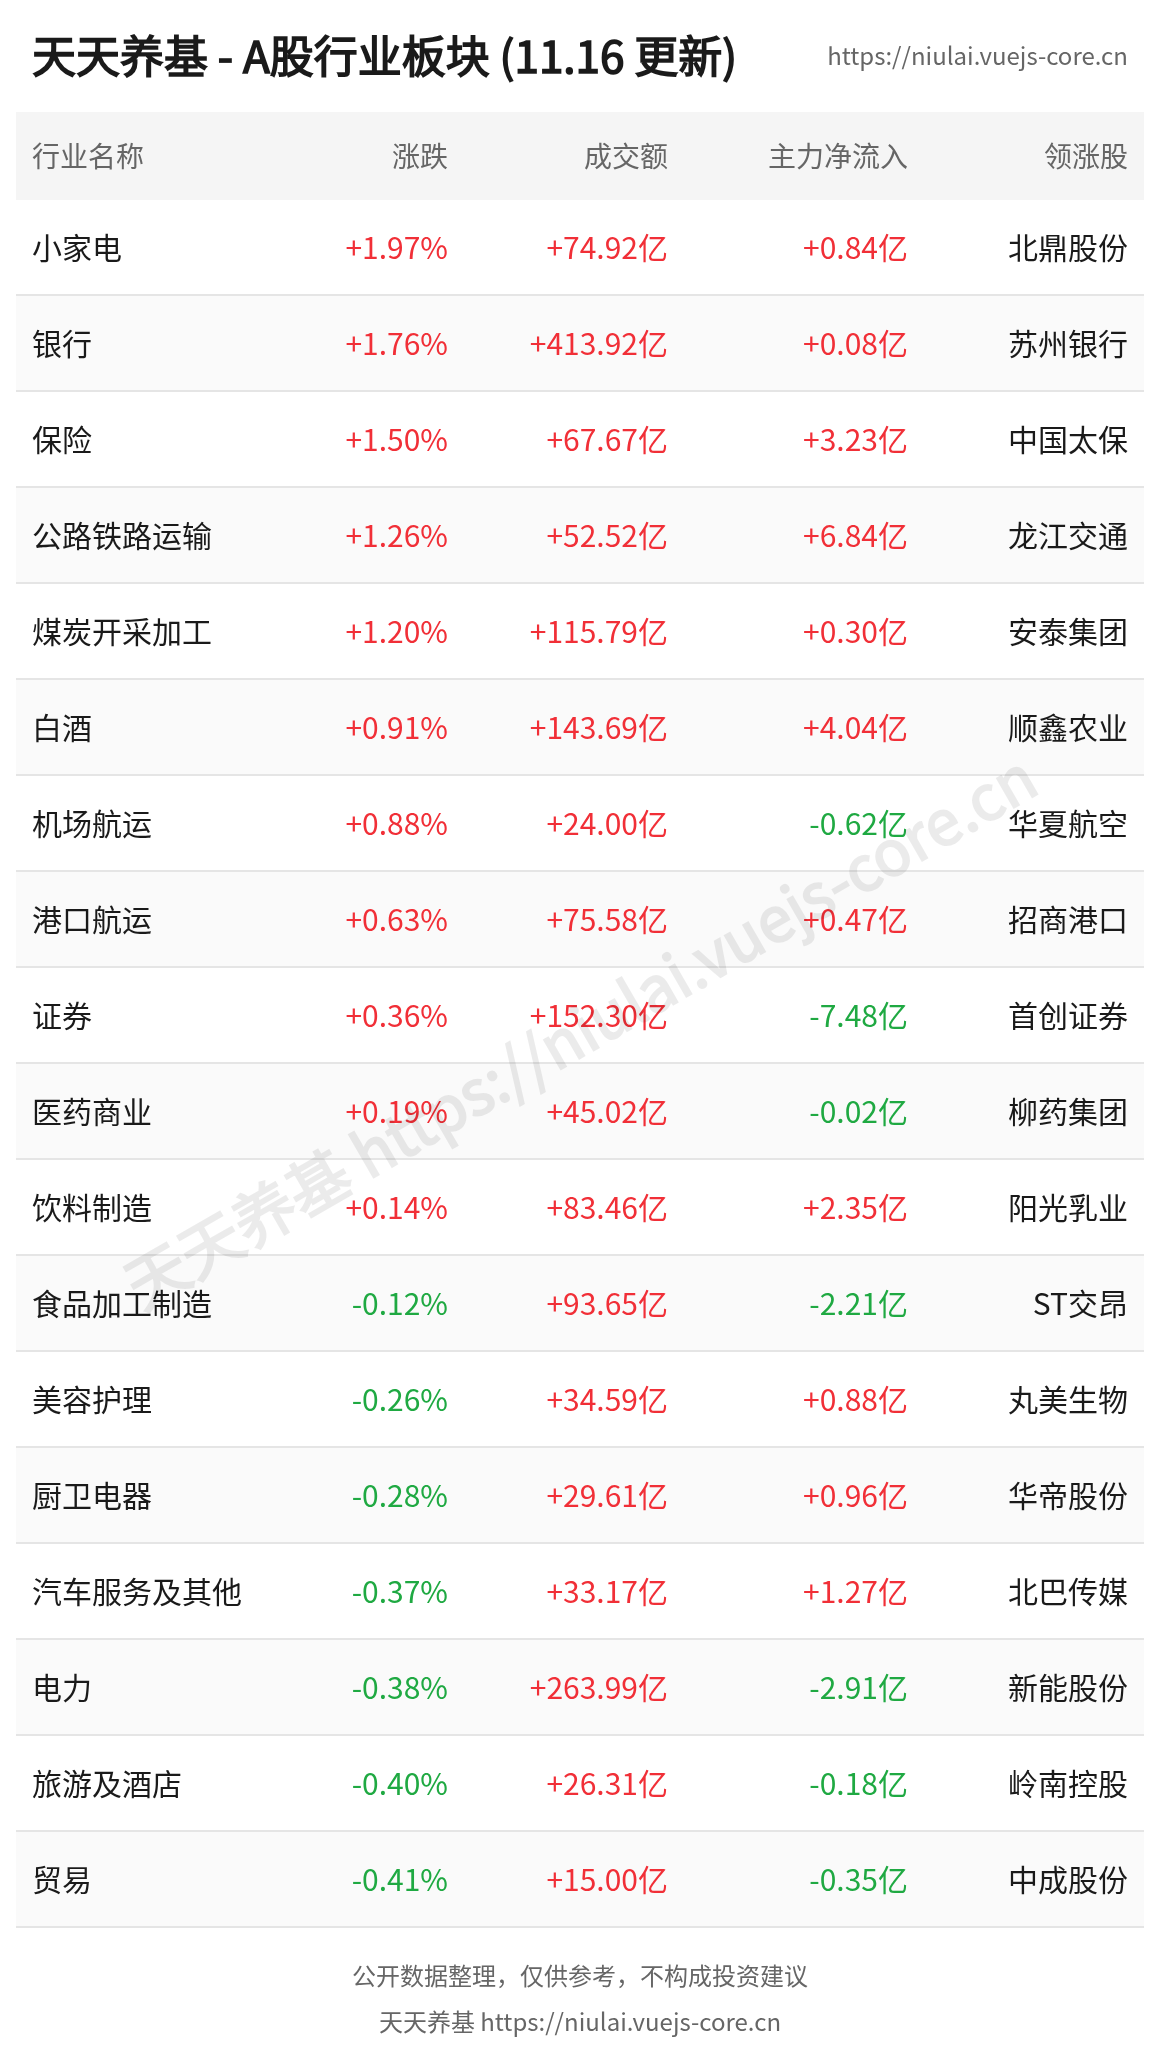 天天养基 - A股行业板块 (11.16 更新) https://niulai.vuejs-core.cn
行业名称 涨跌 成交额 主力净流入 领涨股
小家电 +1.97% +74.92亿 +0.84亿 北鼎股份
银行 +1.76% +413.92亿 +0.08亿 苏州银行
保险 +1.50% +67.67亿 +3.23亿 中国太保
公路铁路运输 +1.26% +52.52亿 +6.84亿 龙江交通
煤炭开采加工 +1.20% +115.79亿 +0.30亿 安泰集团
白酒 +0.91% +143.69亿 +4.04亿 顺鑫农业
机场航运 +0.88% +24.00亿 -0.62亿 华夏航空
港口航运 +0.63% +75.58亿 +0.47亿 招商港口
证券 +0.36% +152.30亿 -7.48亿 首创证券
医药商业 +0.19% +45.02亿 -0.02亿 柳药集团
饮料制造 +0.14% +83.46亿 +2.35亿 阳光乳业
食品加工制造 -0.12% +93.65亿 -2.21亿 ST交昂
美容护理 -0.26% +34.59亿 +0.88亿 丸美生物
厨卫电器 -0.28% +29.61亿 +0.96亿 华帝股份
汽车服务及其他 -0.37% +33.17亿 +1.27亿 北巴传媒
电力 -0.38% +263.99亿 -2.91亿 新能股份
旅游及酒店 -0.40% +26.31亿 -0.18亿 岭南控股
贸易 -0.41% +15.00亿 -0.35亿 中成股份
公开数据整理，仅供参考，不构成投资建议
天天养基 https://niulai.vuejs-core.cn
天天养基 https://niulai.vuejs-core.cn